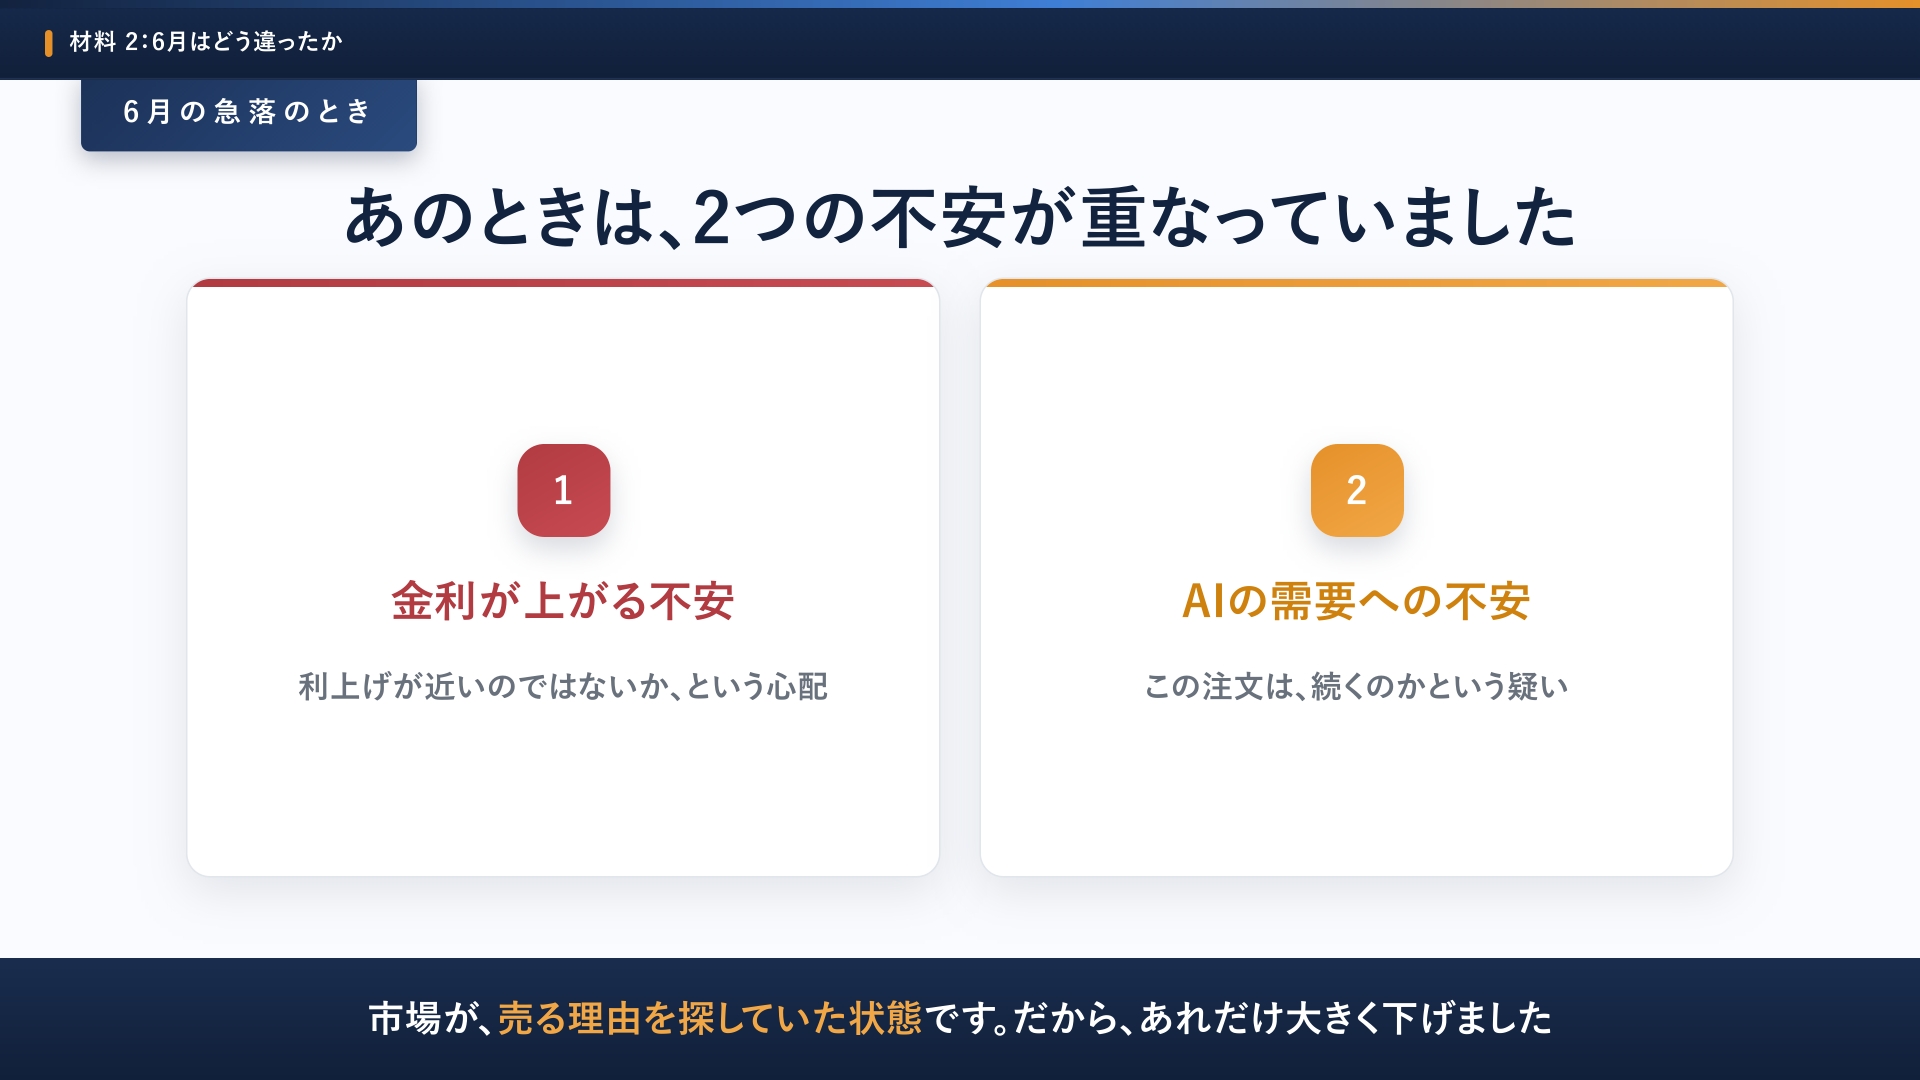 材料 2：6月はどう違ったか
6月の急落のとき
あのときは、2つの不安が重なっていました
1
金利が上がる不安
利上げが近いのではないか、という心配
2
AIの需要への不安
この注文は、続くのかという疑い
市場が、売る理由を探していた状態です。だから、あれだけ大きく下げました